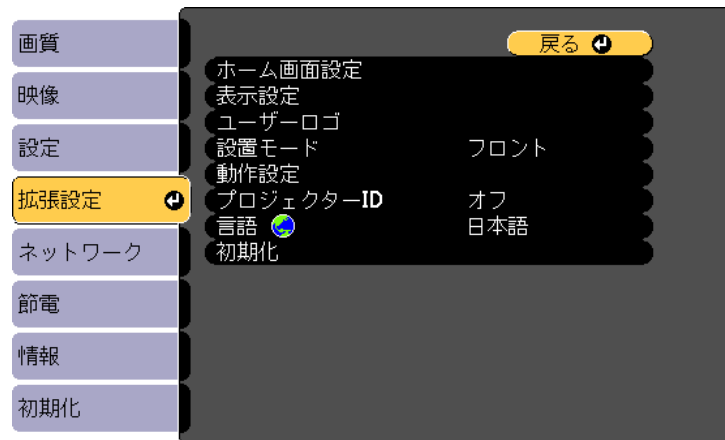 画質
映像
設定
拡張設定
ネットワーク
節電
情報
初期化
戻る
ホーム画面設定
表示設定
ユーザーロゴ
設置モード フロント
動作設定
プロジェクターID オフ
言語 日本語
初期化